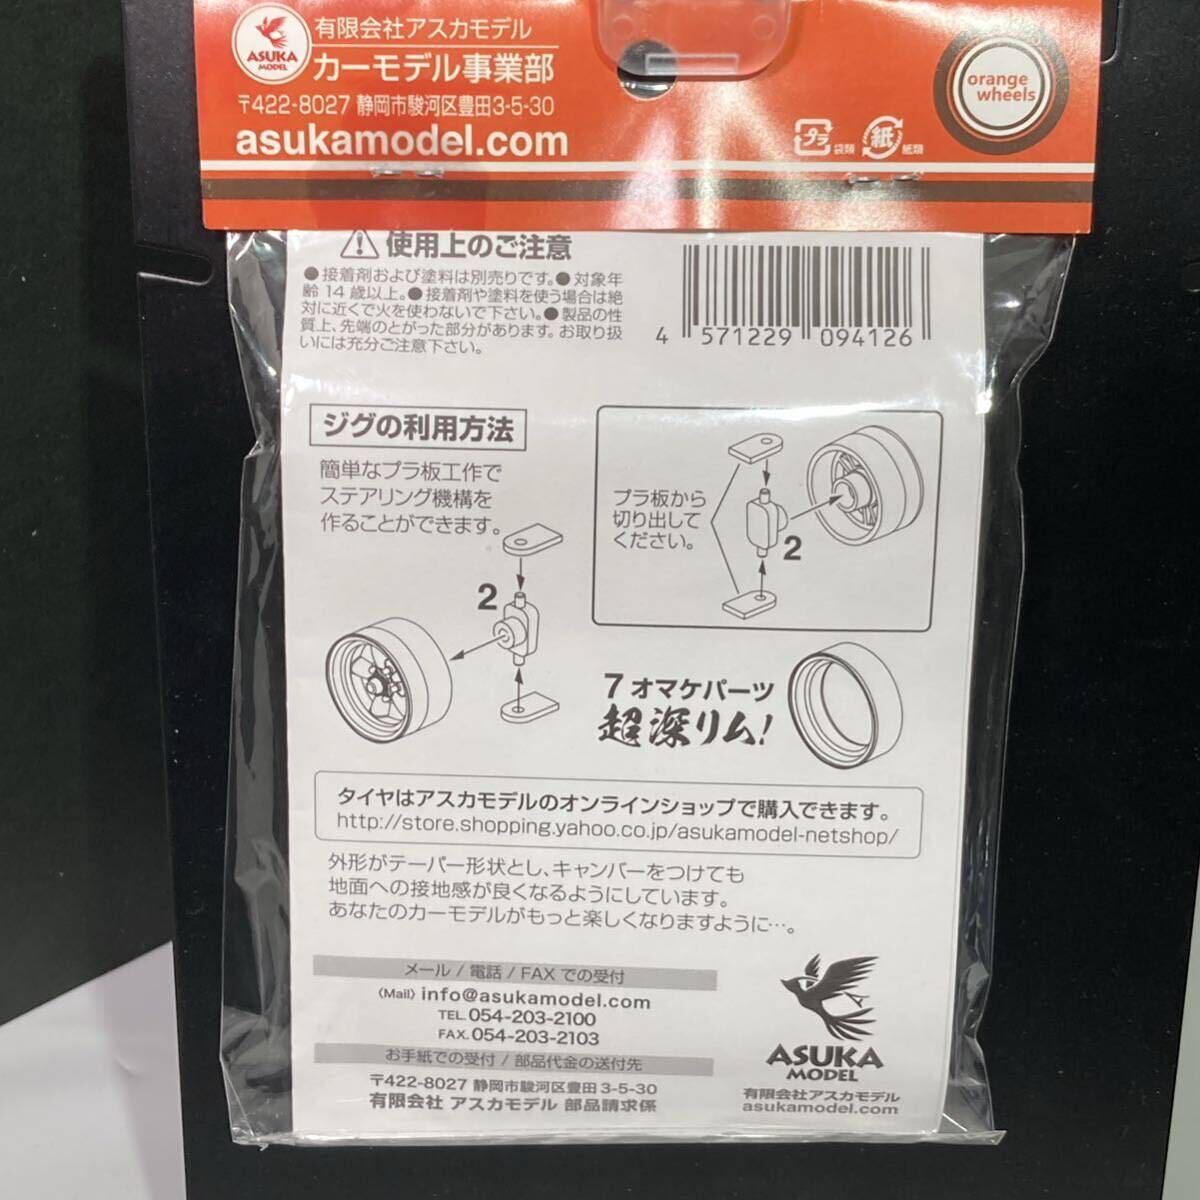 ASUKA
MODEL
有限会社アスカモデル
カーモデル事業部
〒422-8027 静岡市駿河区豊田3-5-30
asukamodel.com
プラ
袋類
紙
紙類
orange
wheels
使用上のご注意
●接着剤および塗料は別売りです。●対象年
齢14歳以上。●接着剤や塗料を使う場合は絶
対に近くで火を使わないで下さい。●製品の性
質上、先端のとがった部分があります。お取り扱
いには充分ご注意下さい。
4 571229 094126
ジグの利用方法
簡単なプラ板工作で
ステアリング機構を
作ることができます。
2
プラ板から
切り出して
ください。
2
7 オマケパーツ
超深リム!
タイヤはアスカモデルのオンラインショップで購入できます。
http://store.shopping.yahoo.co.jp/asukamodel-netshop/
外形がテーパー形状とし、キャンバーをつけても
地面への接地感が良くなるようにしています。
あなたのカーモデルがもっと楽しくなりますように…。
メール / 電話 / FAX での受付
〈Mail〉info@asukamodel.com
TEL.054-203-2100
FAX.054-203-2103
お手紙での受付 / 部品代金の送付先
〒422-8027 静岡市駿河区豊田 3-5-30
有限会社 アスカモデル 部品請求係
ASUKA
MODEL
有限会社アスカモデル
asukamodel.com